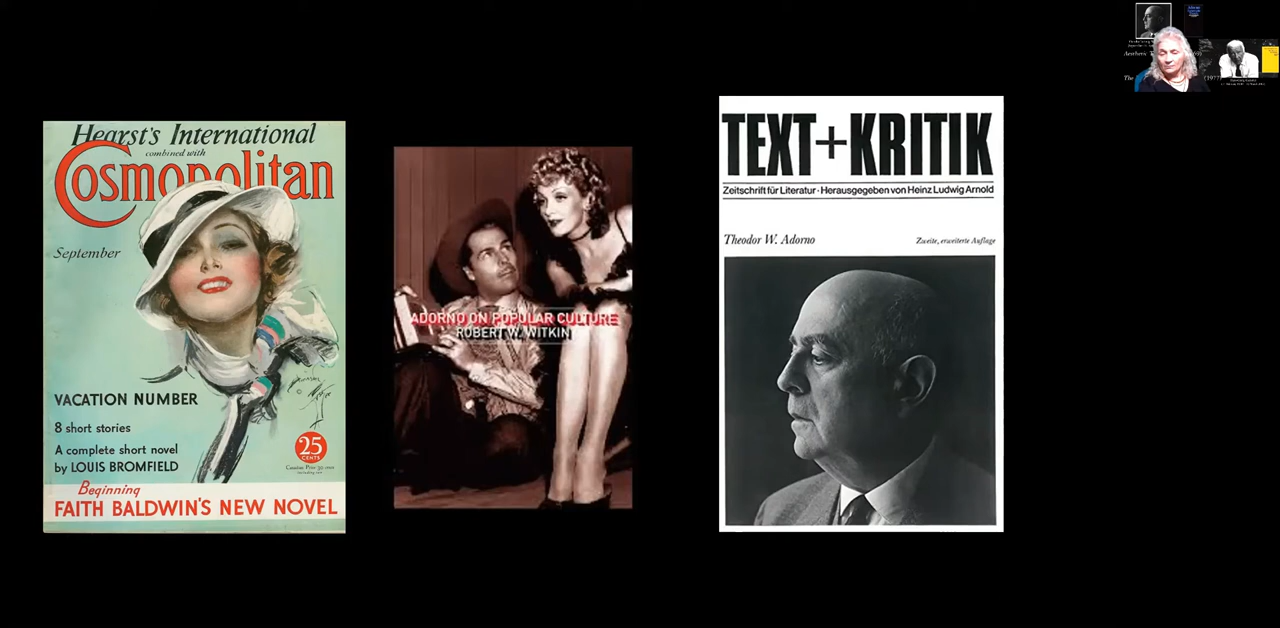 Hearst's International
combined with
Cosmopolitan
September
VACATION NUMBER
8 short stories
A complete short novel
by LOUIS BROMFIELD
25
CENTS
Beginning
FAITH BALDWIN'S NEW NOVEL
ADORNO ON POPULAR CULTURE
ROBERT W. WITKIN
TEXT+KRITIK
Zeitschrift für Literatur · Herausgegeben von Heinz Ludwig Arnold
Theodor W. Adorno
Zweite, erweiterte Auflage